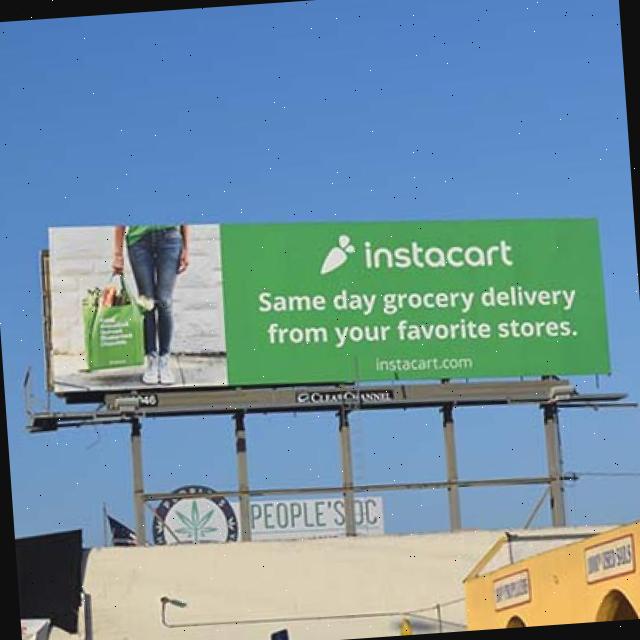 instacart
Same day grocery delivery
from your favorite stores.
instacart.com
CLEAR CHANNEL
PEOPLE'S OC